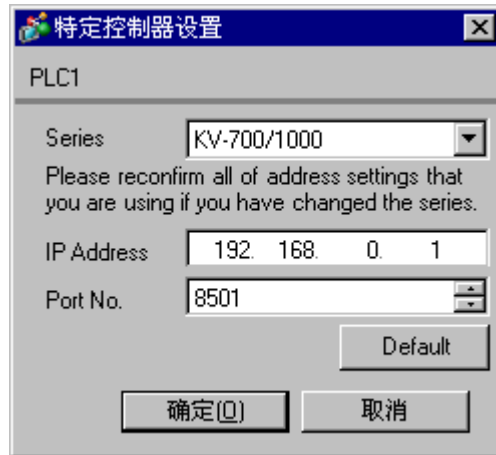 特定控制器设置
PLC1
Series KV-700/1000
Please reconfirm all of address settings that
you are using if you have changed the series.
IP Address 192. 168. 0. 1
Port No. 8501
Default
确定(O) 取消